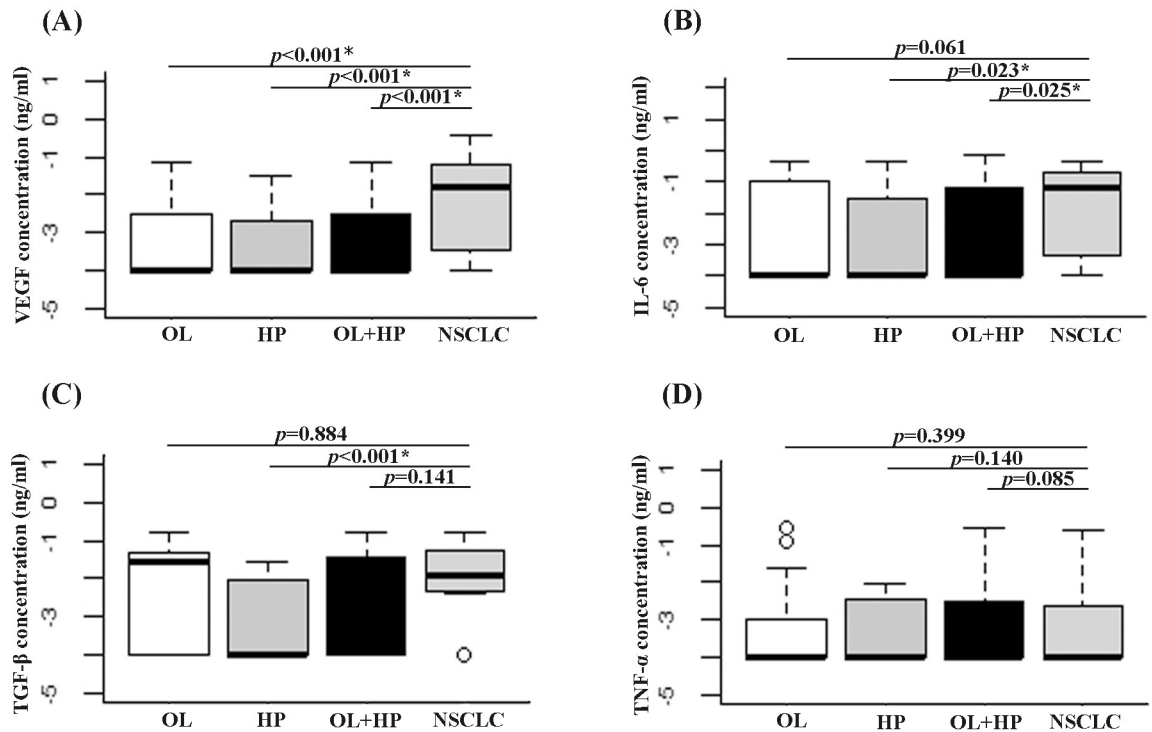 (A)
p<0.001*
p<0.001*
p<0.001*
VEGF concentration (ng/ml)
1
0
-1
-3
-5
OL HP OL+HP NSCLC
(B)
p=0.061
p=0.023*
p=0.025*
IL-6 concentration (ng/ml)
1
-1
-3
-5
OL HP OL+HP NSCLC
(C)
p=0.884
p<0.001*
p=0.141
TGF-β concentration (ng/ml)
1
0
-1
-3
-5
OL HP OL+HP NSCLC
(D)
p=0.399
p=0.140
p=0.085
TNF-α concentration (ng/ml)
1
0
-1
-3
-5
OL HP OL+HP NSCLC